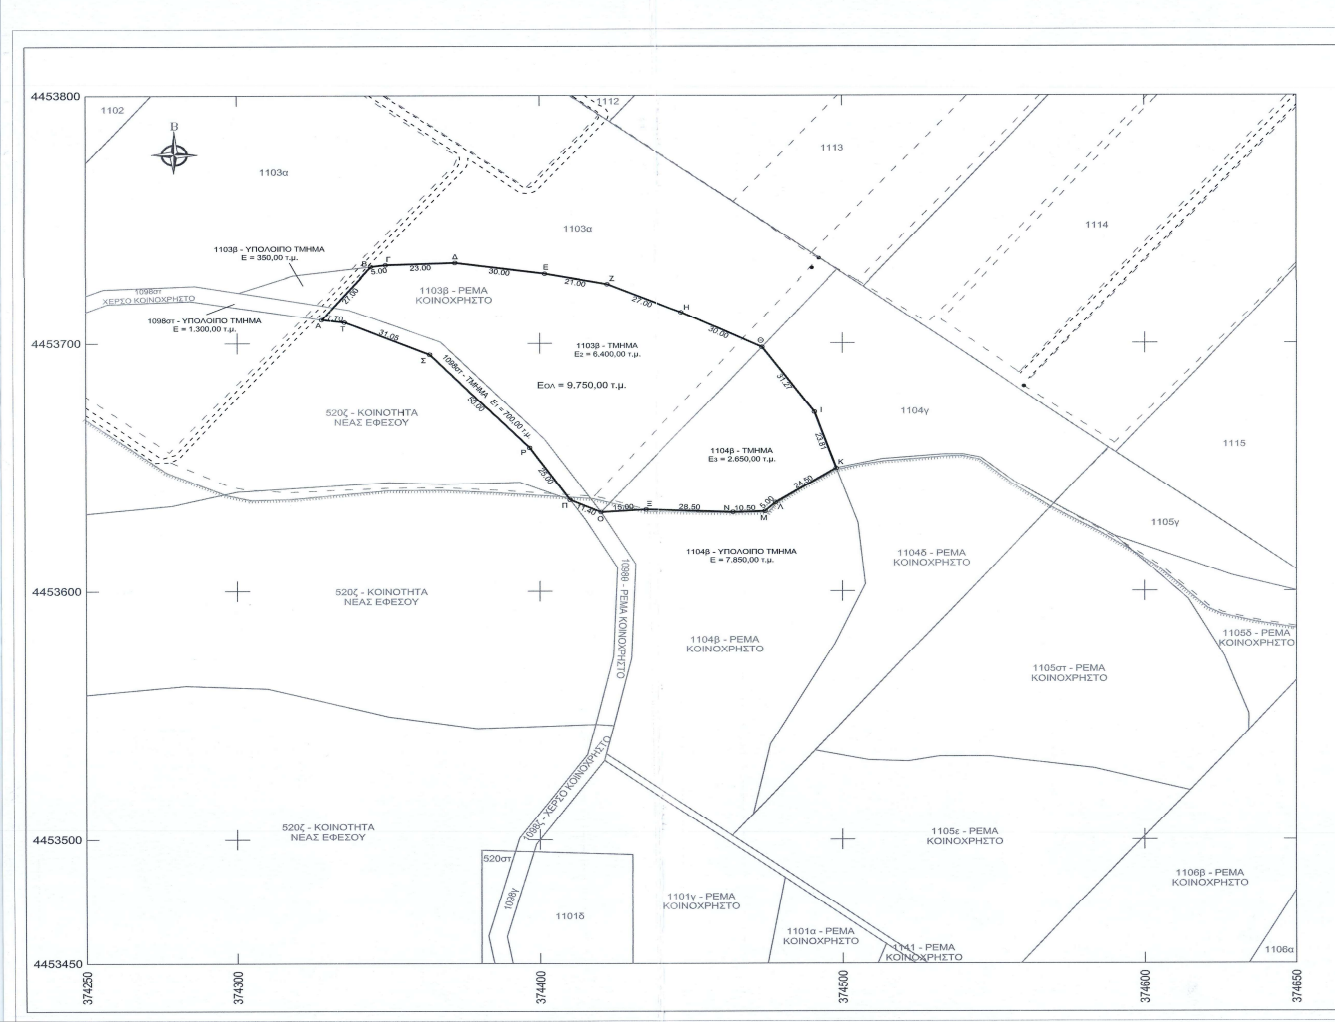 4453800
1102
1112
Β
1113
1103α
1103α
1114
1103β - ΥΠΟΛΟΙΠΟ ΤΜΗΜΑ
Ε = 350,00 τ.μ.
Β
Γ
Δ
Ε
Ζ
Η
5.00
23.00
30.00
21.00
27.00
30.00
27.00
1098στ
ΧΕΡΣΟ ΚΟΙΝΟΧΡΗΣΤΟ
1103β - ΡΕΜΑ
ΚΟΙΝΟΧΡΗΣΤΟ
1098στ - ΥΠΟΛΟΙΠΟ ΤΜΗΜΑ
Ε = 1.300,00 τ.μ.
Α
Τ
31.05
Σ
4453700
1103β - ΤΜΗΜΑ
Ε2 = 6.400,00 τ.μ.
Θ
31.27
Εολ = 9.750,00 τ.μ.
1098στ - ΤΜΗΜΑ Ε1 = 700,00 τ.μ.
53.00
520ζ - ΚΟΙΝΟΤΗΤΑ
ΝΕΑΣ ΕΦΕΣΟΥ
Ι
1104γ
23.81
1115
Ρ
25.00
1104β - ΤΜΗΜΑ
Ε3 = 2.650,00 τ.μ.
Κ
24.50
Π
11.40
Ο
15.00
Ξ
28.50
Ν
10.50
Μ
5.00
Λ
1105γ
1104β - ΥΠΟΛΟΙΠΟ ΤΜΗΜΑ
Ε = 7.850,00 τ.μ.
1104δ - ΡΕΜΑ
ΚΟΙΝΟΧΡΗΣΤΟ
4453600
520ζ - ΚΟΙΝΟΤΗΤΑ
ΝΕΑΣ ΕΦΕΣΟΥ
1098θ - ΡΕΜΑ ΚΟΙΝΟΧΡΗΣΤΟ
1104β - ΡΕΜΑ
ΚΟΙΝΟΧΡΗΣΤΟ
1105δ - ΡΕΜΑ
ΚΟΙΝΟΧΡΗΣΤΟ
1105στ - ΡΕΜΑ
ΚΟΙΝΟΧΡΗΣΤΟ
1098ζ - ΧΕΡΣΟ ΚΟΙΝΟΧΡΗΣΤΟ
4453500
520ζ - ΚΟΙΝΟΤΗΤΑ
ΝΕΑΣ ΕΦΕΣΟΥ
1105ε - ΡΕΜΑ
ΚΟΙΝΟΧΡΗΣΤΟ
520στ
1098γ
1101δ
1101γ - ΡΕΜΑ
ΚΟΙΝΟΧΡΗΣΤΟ
1106β - ΡΕΜΑ
ΚΟΙΝΟΧΡΗΣΤΟ
1101α - ΡΕΜΑ
ΚΟΙΝΟΧΡΗΣΤΟ
1141 - ΡΕΜΑ
ΚΟΙΝΟΧΡΗΣΤΟ
1106α
4453450
374250
374300
374400
374500
374600
374650